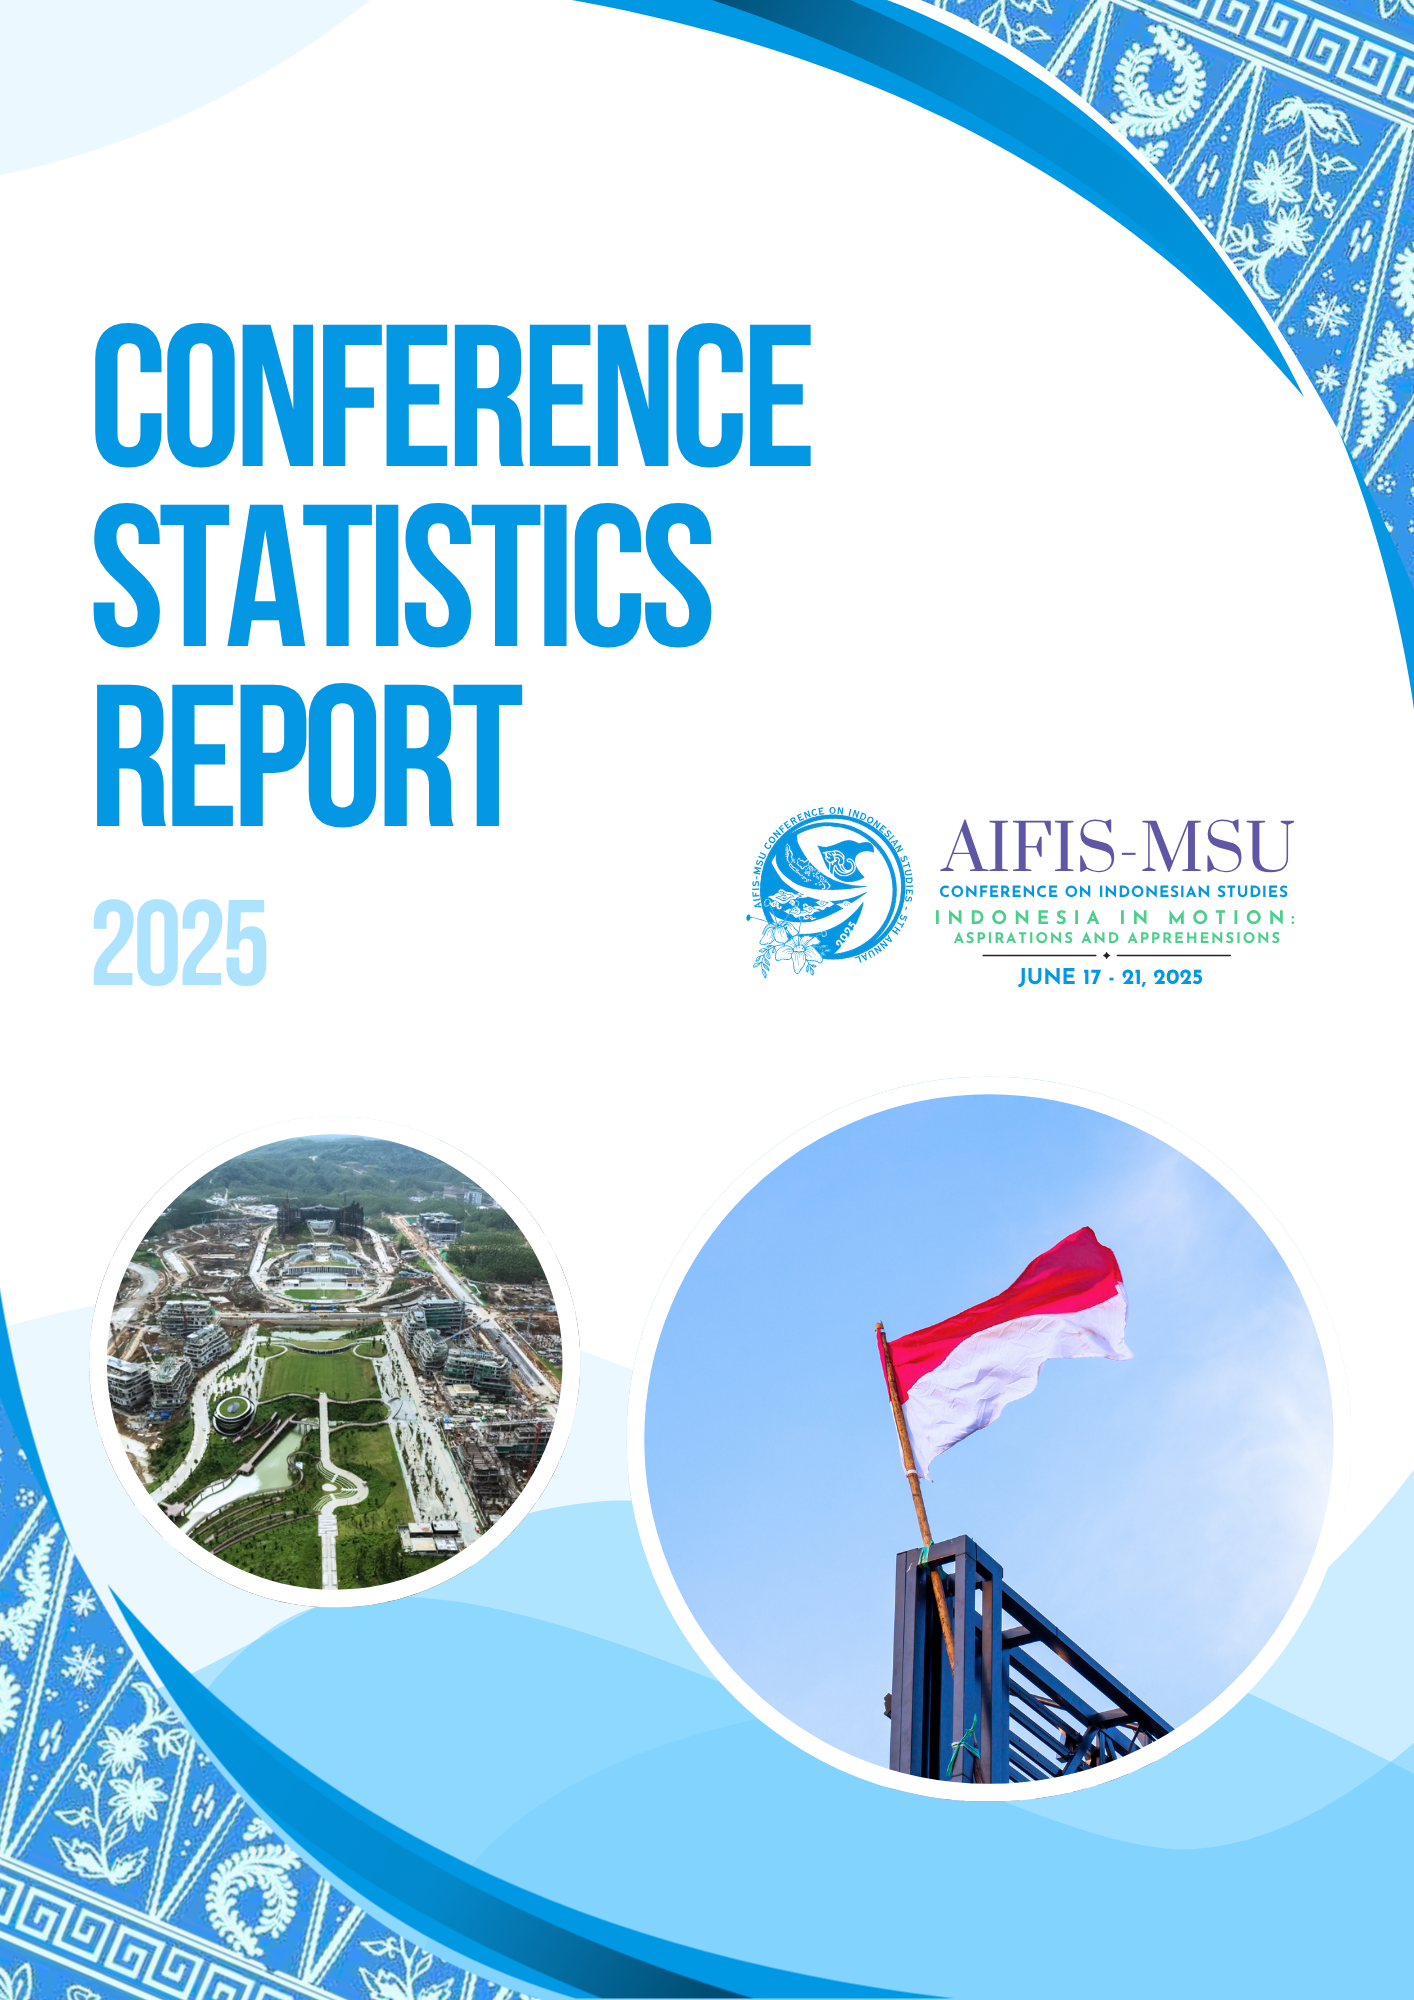 CONFERENCE
STATISTICS
REPORT
2025
AIFIS-MSU CONFERENCE ON INDONESIAN STUDIES - 5TH ANNUAL
2025
AIFIS-MSU
CONFERENCE ON INDONESIAN STUDIES
INDONESIA IN MOTION:
ASPIRATIONS AND APPREHENSIONS
JUNE 17 - 21, 2025